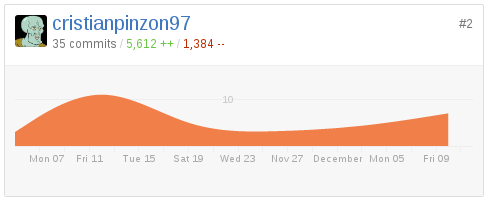 cristianpinzon97
#2
35 commits / 5,612 ++ / 1,384 --
10
Mon 07 Fri 11 Tue 15 Sat 19 Wed 23 Nov 27 December Mon 05 Fri 09